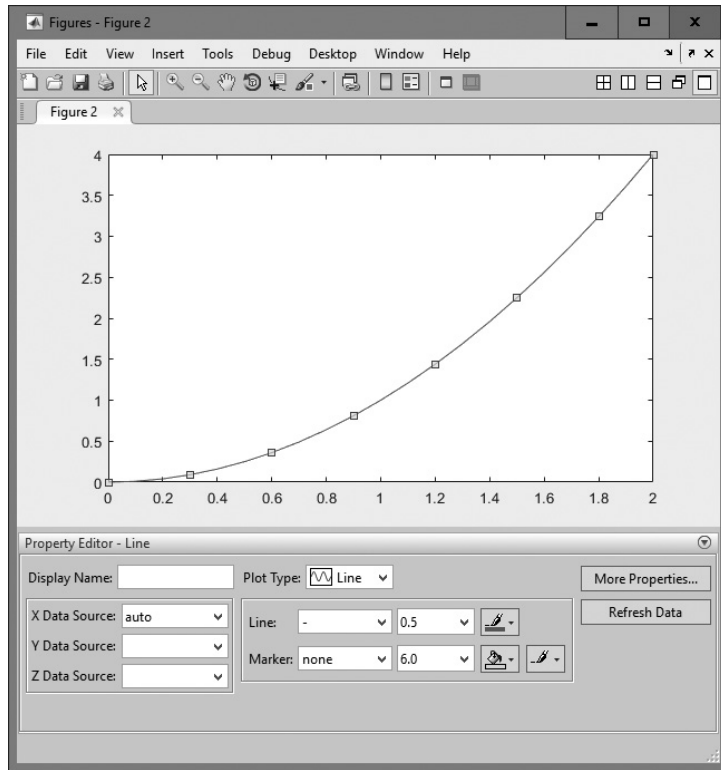 Figures - Figure 2
File Edit View Insert Tools Debug Desktop Window Help
Figure 2
4
3.5
3
2.5
2
1.5
1
0.5
0
0 0.2 0.4 0.6 0.8 1 1.2 1.4 1.6 1.8 2
Property Editor - Line
Display Name: Plot Type: Line More Properties...
X Data Source: auto Line: - 0.5 Refresh Data
Y Data Source:
Marker: none 6.0
Z Data Source: